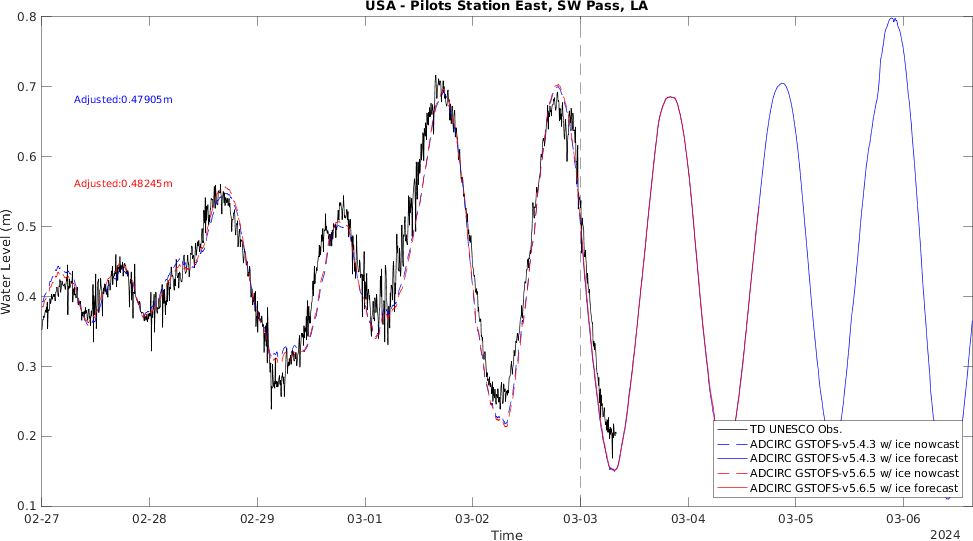 USA - Pilots Station East, SW Pass, LA
0.8
0.7
0.6
0.5
0.4
0.3
0.2
0.1
Water Level (m)
Adjusted:0.47905m
Adjusted:0.48245m
TD UNESCO Obs.
ADCIRC GSTOFS-v5.4.3 w/ ice nowcast
ADCIRC GSTOFS-v5.4.3 w/ ice forecast
ADCIRC GSTOFS-v5.6.5 w/ ice nowcast
ADCIRC GSTOFS-v5.6.5 w/ ice forecast
02-27 02-28 02-29 03-01 03-02 03-03 03-04 03-05 03-06
Time
2024